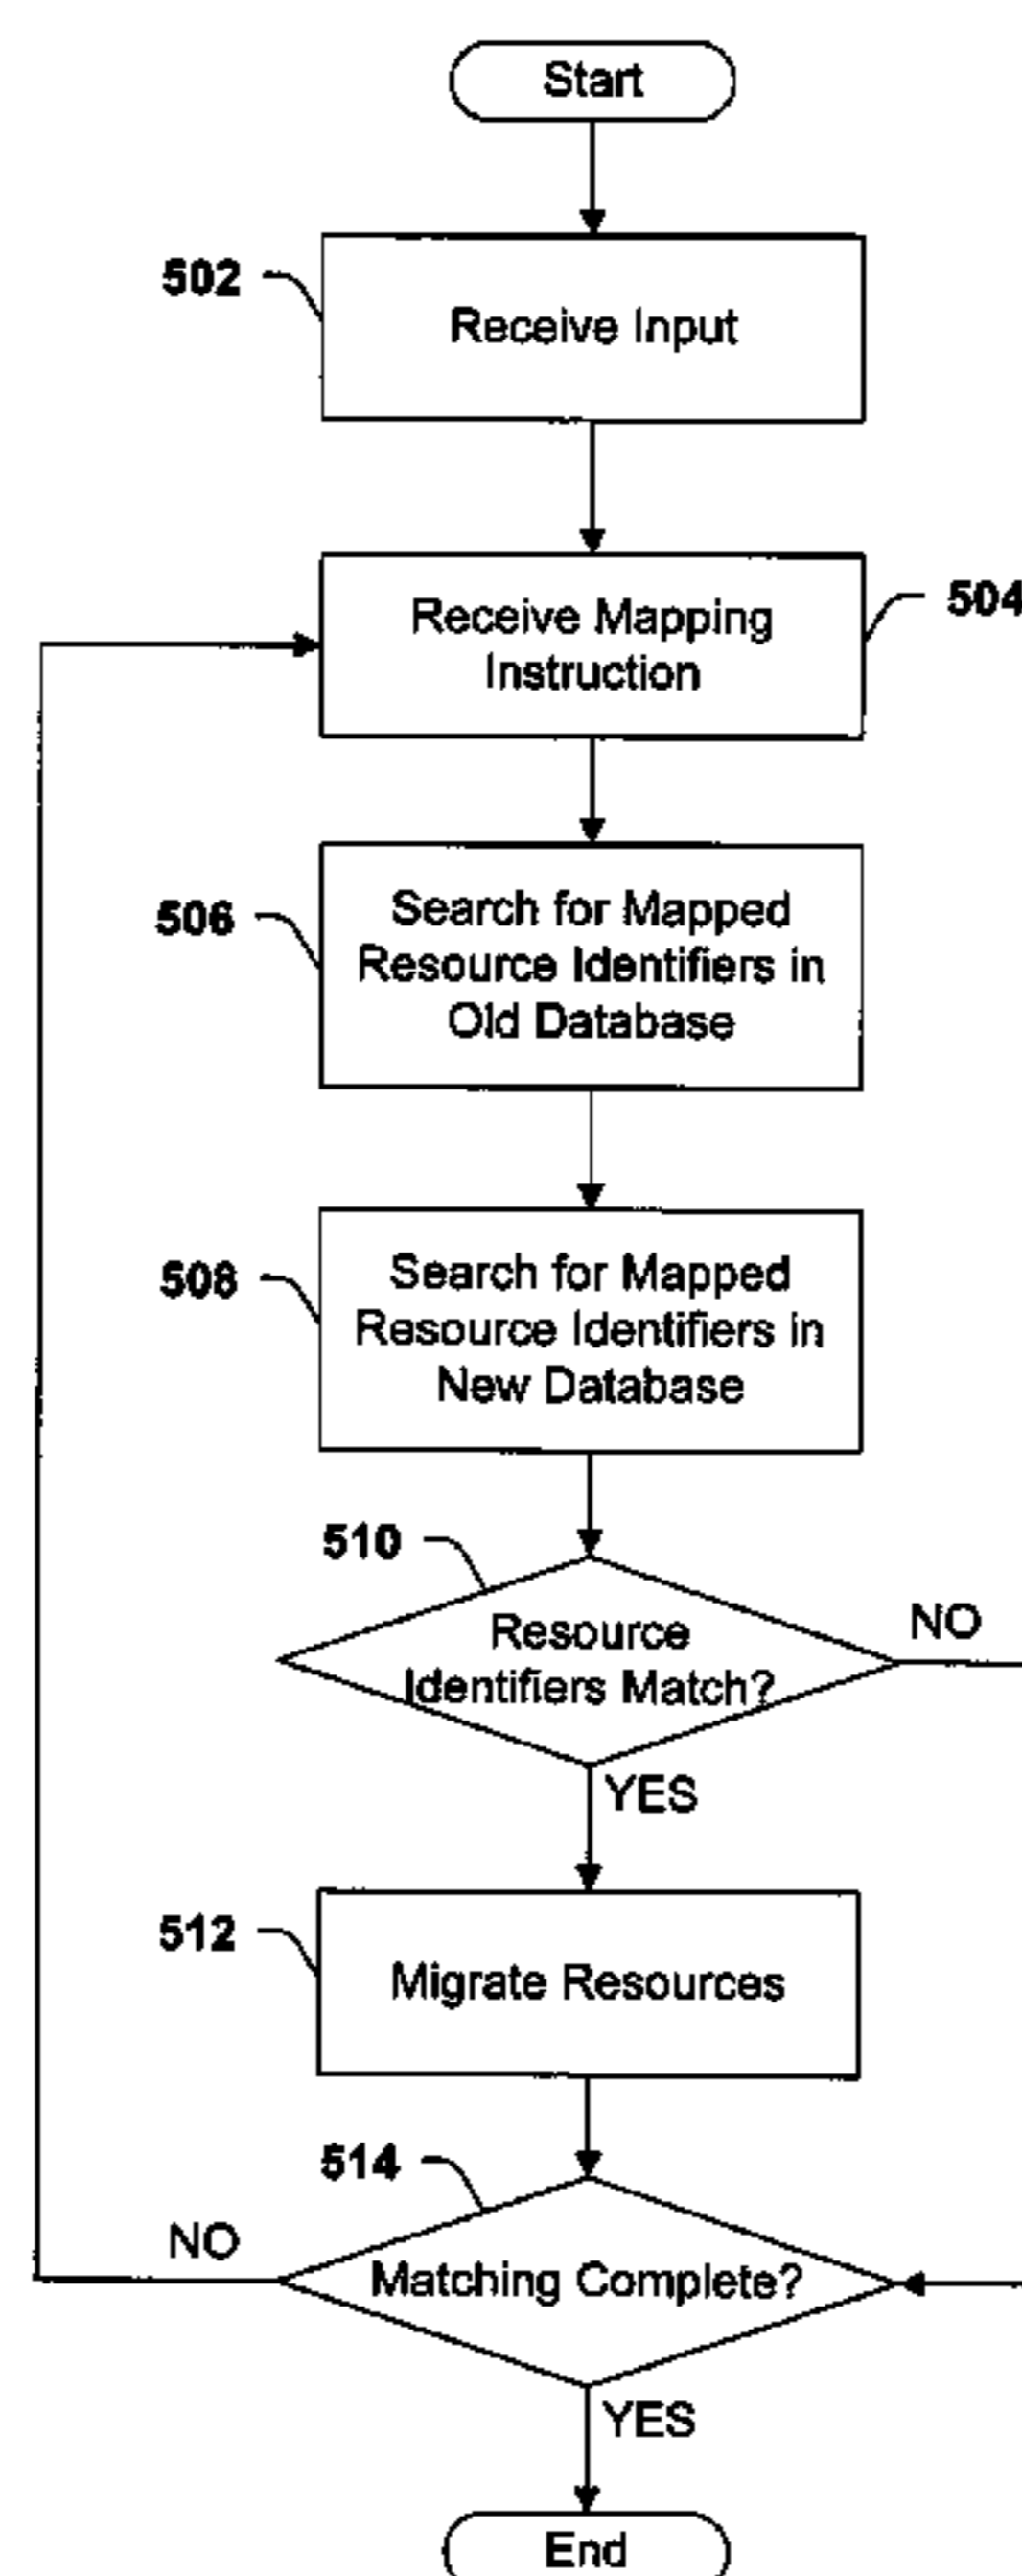 Start
502
Receive Input
504
Receive Mapping
Instruction
506
Search for Mapped
Resource Identifiers in
Old Database
508
Search for Mapped
Resource Identifiers in
New Database
510
Resource
Identifiers Match?
NO
YES
512
Migrate Resources
514
NO
Matching Complete?
YES
End